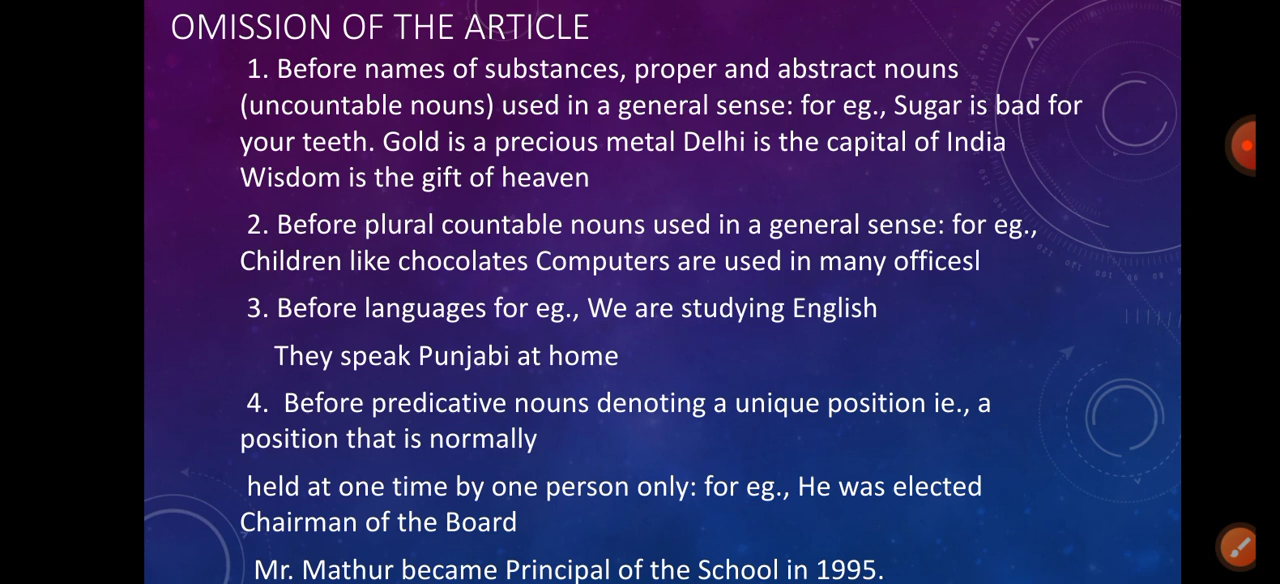 OMISSION OF THE ARTICLE
1. Before names of substances, proper and abstract nouns
(uncountable nouns) used in a general sense: for eg., Sugar is bad for
your teeth. Gold is a precious metal Delhi is the capital of India
Wisdom is the gift of heaven
2. Before plural countable nouns used in a general sense: for eg.,
Children like chocolates Computers are used in many officesl
3. Before languages for eg., We are studying English
They speak Punjabi at home
4. Before predicative nouns denoting a unique position ie., a
position that is normally
held at one time by one person only: for eg., He was elected
Chairman of the Board
Mr. Mathur became Principal of the School in 1995.